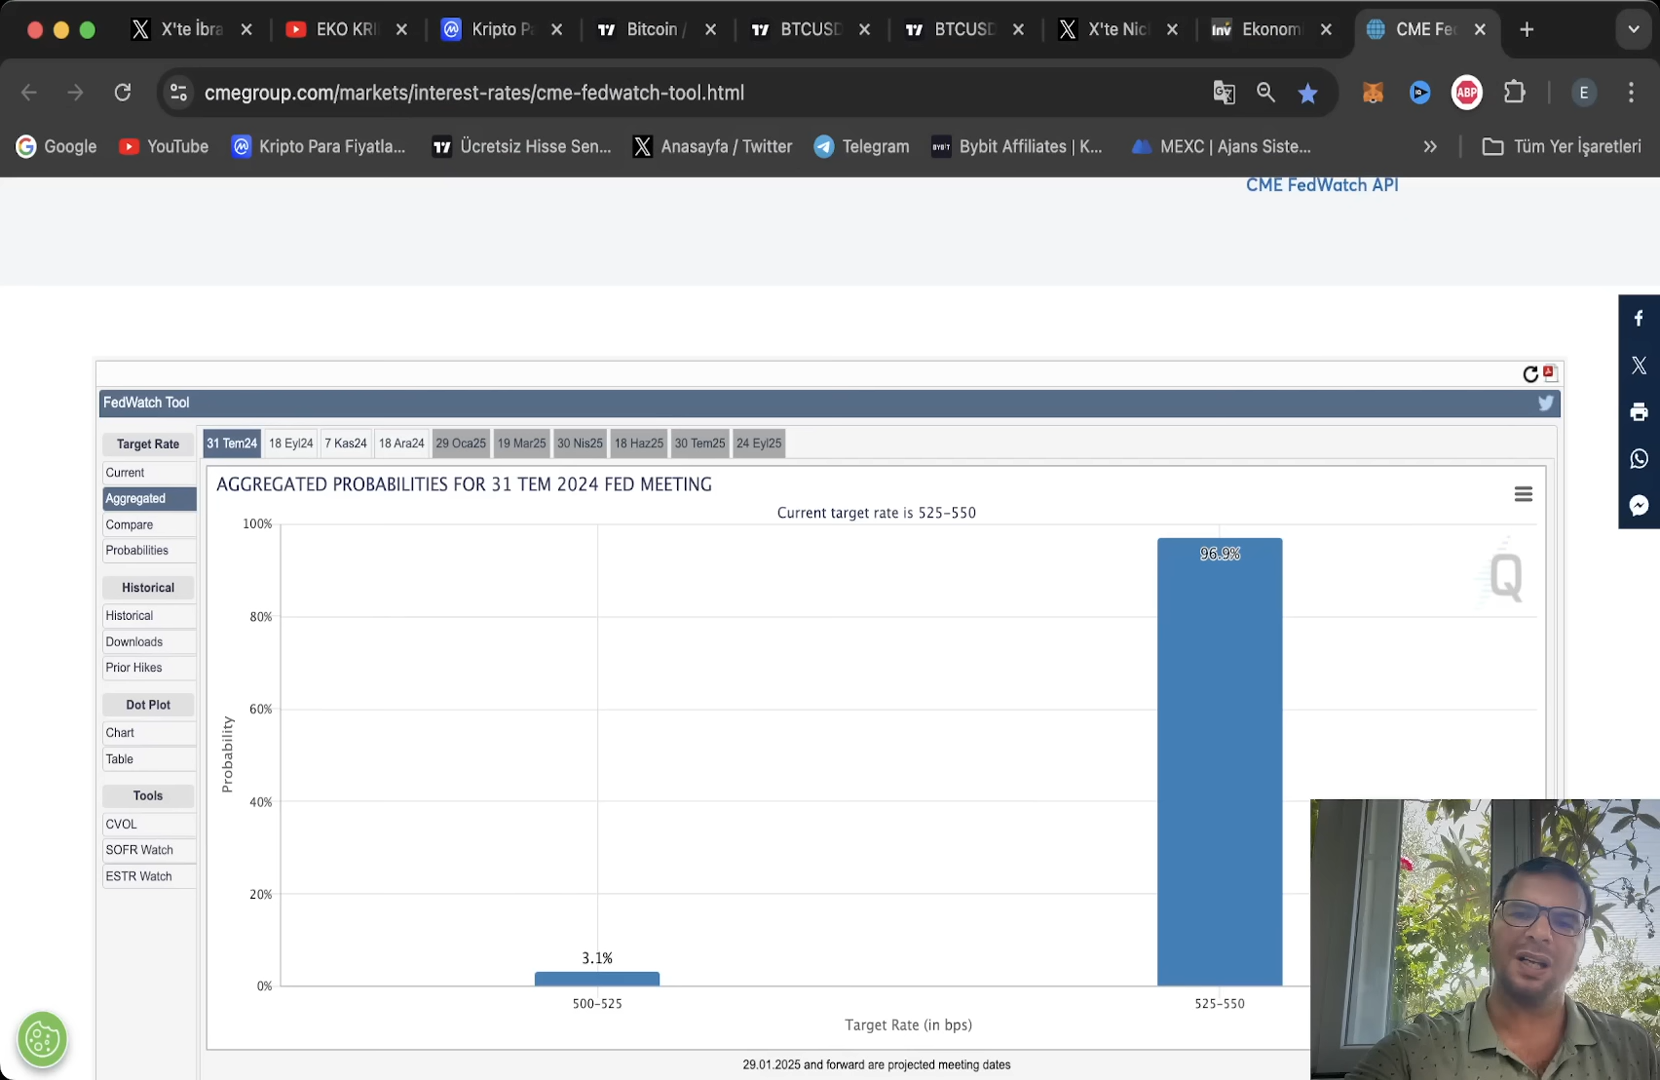 X'te İbra
EKO KRİ
Kripto P
Bitcoin /
BTCUSD
BTCUSD
X'te Nic
Inv Ekonom
CME Fe
cmegroup.com/markets/interest-rates/cme-fedwatch-tool.html
ABP
E
Google
YouTube
Kripto Para Fiyatla...
Ücretsiz Hisse Sen...
Anasayfa / Twitter
Telegram
BYBIT Bybit Affiliates | K...
MEXC | Ajans Siste...
Tüm Yer İşaretleri
CME FedWatch API
FedWatch Tool
Target Rate
Current
Aggregated
Compare
Probabilities
Historical
Historical
Downloads
Prior Hikes
Dot Plot
Chart
Table
Tools
CVOL
SOFR Watch
ESTR Watch
31 Tem24
18 Eyl24
7 Kas24
18 Ara24
29 Oca25
19 Mar25
30 Nis25
18 Haz25
30 Tem25
24 Eyl25
AGGREGATED PROBABILITIES FOR 31 TEM 2024 FED MEETING
Current target rate is 525-550
100%
80%
60%
40%
20%
0%
Probability
96.9%
3.1%
Q
500-525
525-550
Target Rate (in bps)
29.01.2025 and forward are projected meeting dates